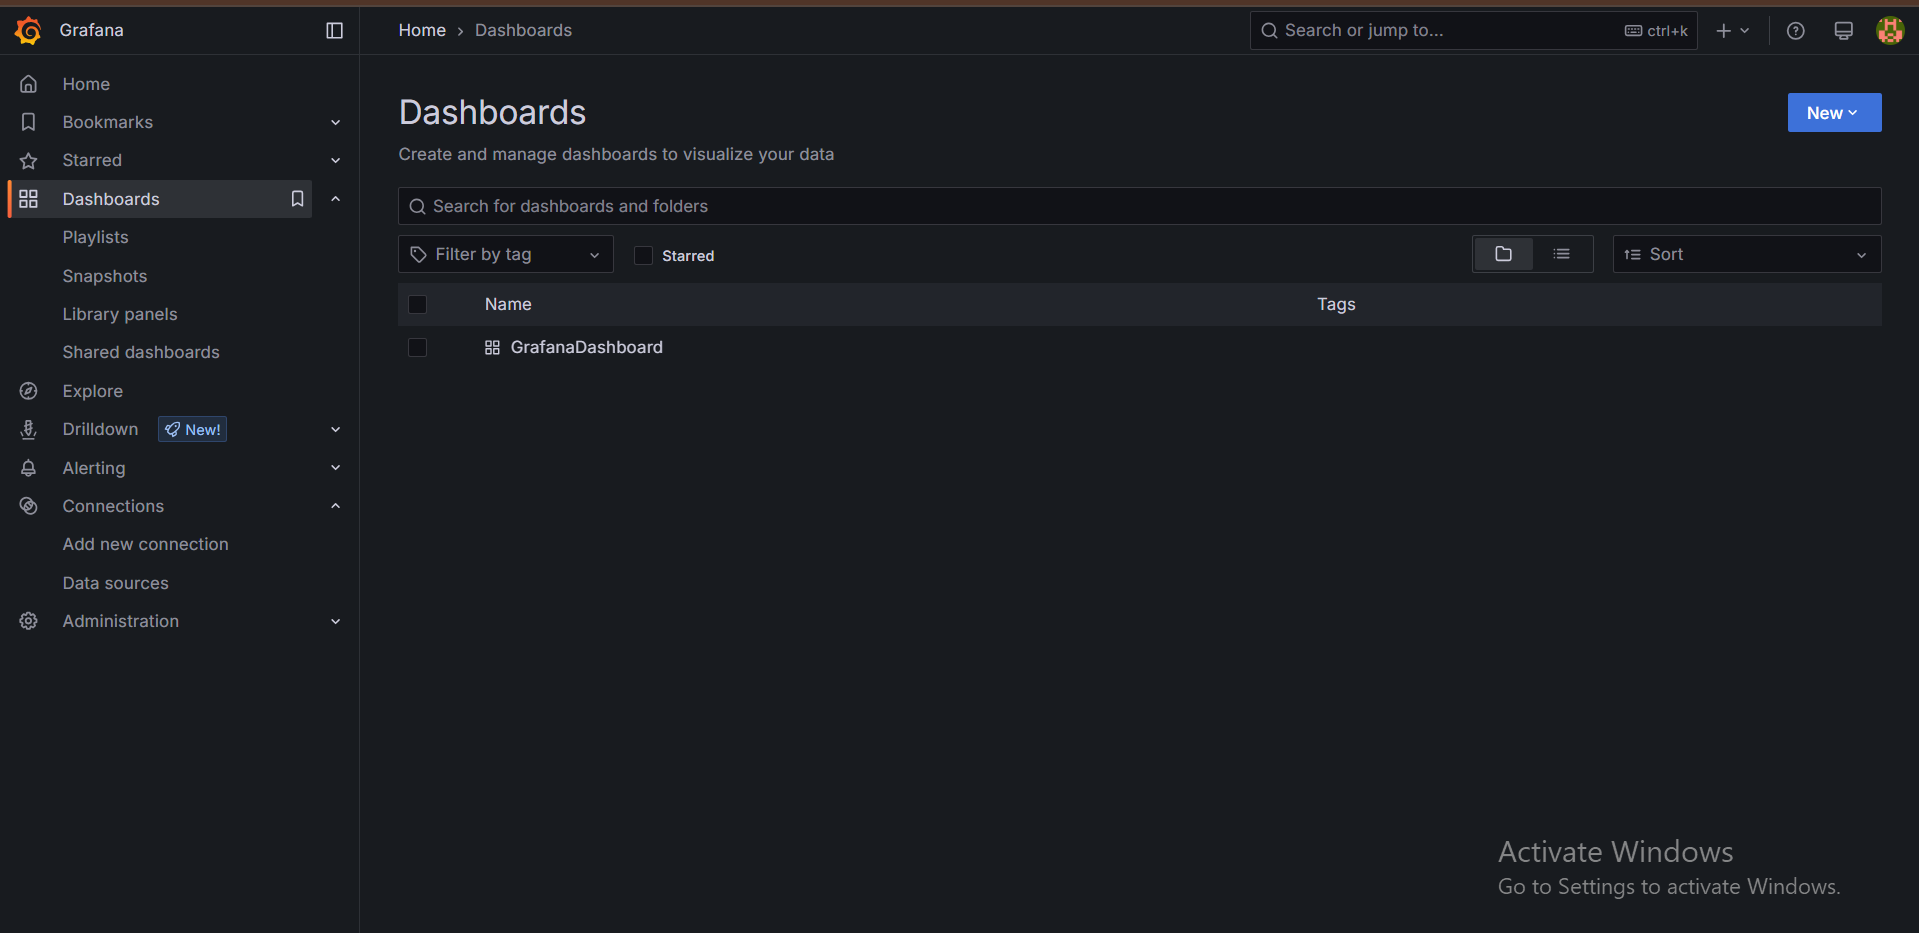 Grafana
Home › Dashboards
Search or jump to...
ctrl+k
Home
Bookmarks
Starred
Dashboards
Playlists
Snapshots
Library panels
Shared dashboards
Explore
Drilldown
New!
Alerting
Connections
Add new connection
Data sources
Administration
Dashboards
New
Create and manage dashboards to visualize your data
Search for dashboards and folders
Filter by tag
Starred
Sort
Name
Tags
GrafanaDashboard
Activate Windows
Go to Settings to activate Windows.